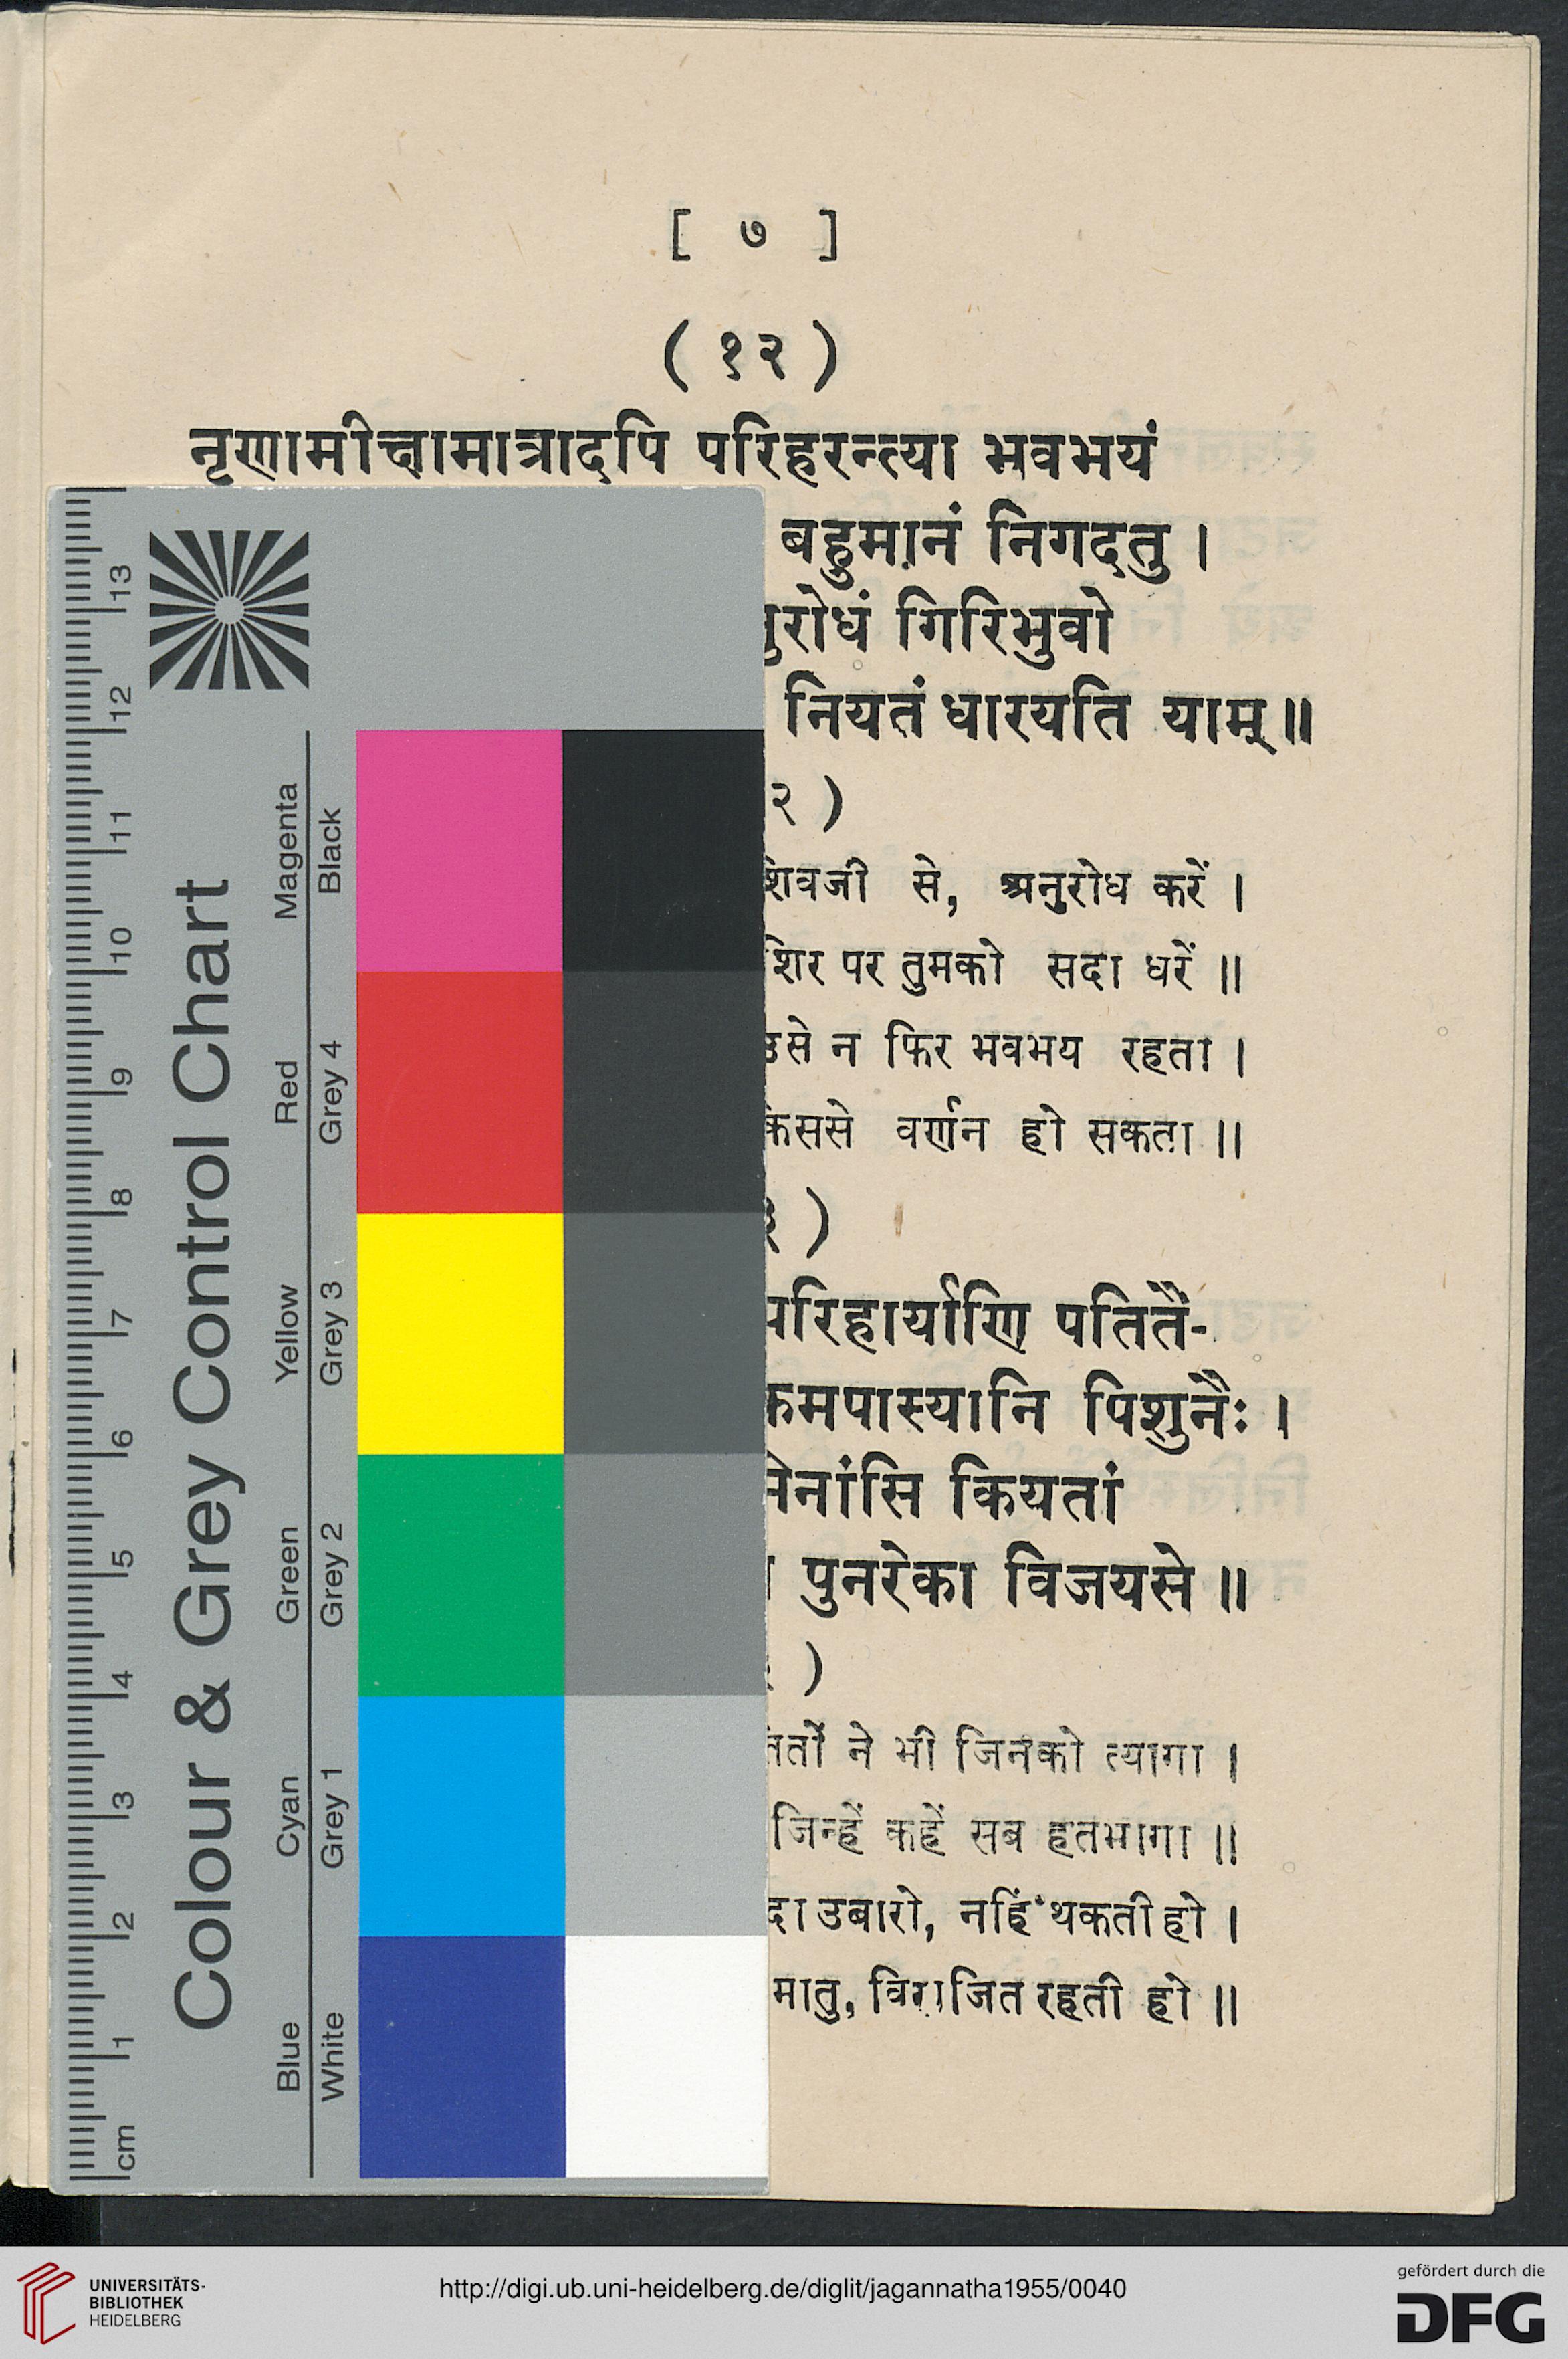 [ ७ ]
( १२ )
नृणामीक्षामात्रादपि परिहरन्त्या भवभयं
बहुमानं निगदतु ।
गिरिभुवो
नियतं धारयति याम् ॥
२ )
शिवजी से, अनुरोध करें ।
शिर पर तुमको सदा धरें ॥
उसे न फिर भवभय रहता ।
वर्णन हो सकता ॥
)
परिहार्याणि पतितै-
पिशुनैः ।
कियतां
पुनरेका विजयसे ॥
)
ने भी जिनको त्यागा ।
जिन्हें कहें सब हतभागा ॥
उबारो, नहिं थकती हो ।
मातु, विराजित रहती हो ॥
Colour & Grey Control Chart
Blue Cyan Green Yellow Red Magenta
White Grey 1 Grey 2 Grey 3 Grey 4 Black
cm 1 2 3 4 5 6 7 8 9 10 11 12 13
UNIVERSITÄTS-
BIBLIOTHEK
HEIDELBERG
http://digi.ub.uni-heidelberg.de/diglit/jagannatha1955/0040
gefördert durch die
DFG